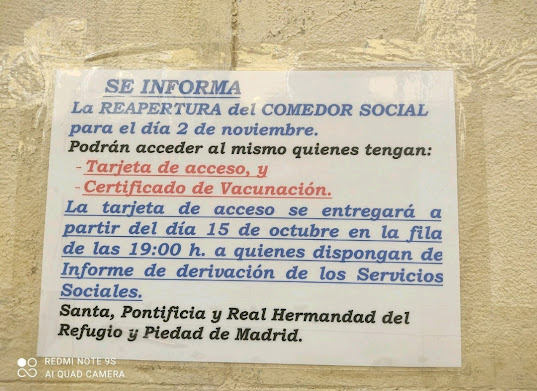 SE INFORMA
La REAPERTURA del COMEDOR SOCIAL
para el día 2 de noviembre.
Podrán acceder al mismo quienes tengan:
- Tarjeta de acceso, y
- Certificado de Vacunación.
La tarjeta de acceso se entregará a
partir del día 15 de octubre en la fila
de las 19:00 h. a quienes dispongan de
Informe de derivación de los Servicios
Sociales.
Santa, Pontificia y Real Hermandad del
Refugio y Piedad de Madrid.
REDMI NOTE 9S
AI QUAD CAMERA